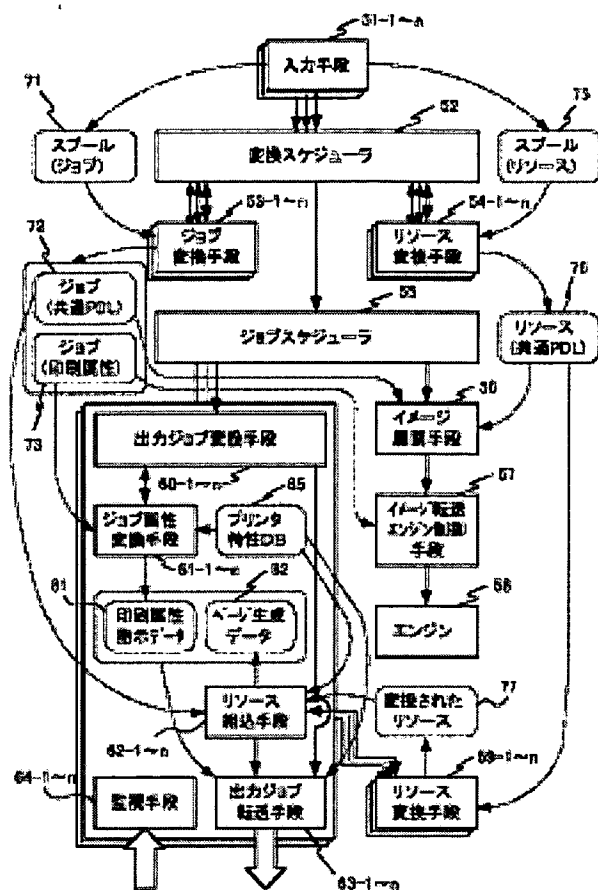 51-1~n
入力手段
71
52
75
スプール
(ジョブ)
変換スケジューラ
スプール
(リソース)
53-1~n
54-1~n
ジョブ
変換手段
リソース
変換手段
72
ジョブ
(共通PDL)
55
76
ジョブスケジューラ
リソース
(共通PDL)
ジョブ
(印刷属性)
73
56
出力ジョブ変換手段
イメージ
展開手段
60-1~n
65
57
ジョブ属性
変換手段
プリンタ
特性DB
イメージ転送
エンジン制御
手段
61-1~n
81
82
58
印刷属性
指示データ
ページ生成
データ
エンジン
リソース
組込手段
変換された
リソース
77
62-1~n
59-1~n
64-1~n
監視手段
出力ジョブ
転送手段
リソース
変換手段
63-1~n